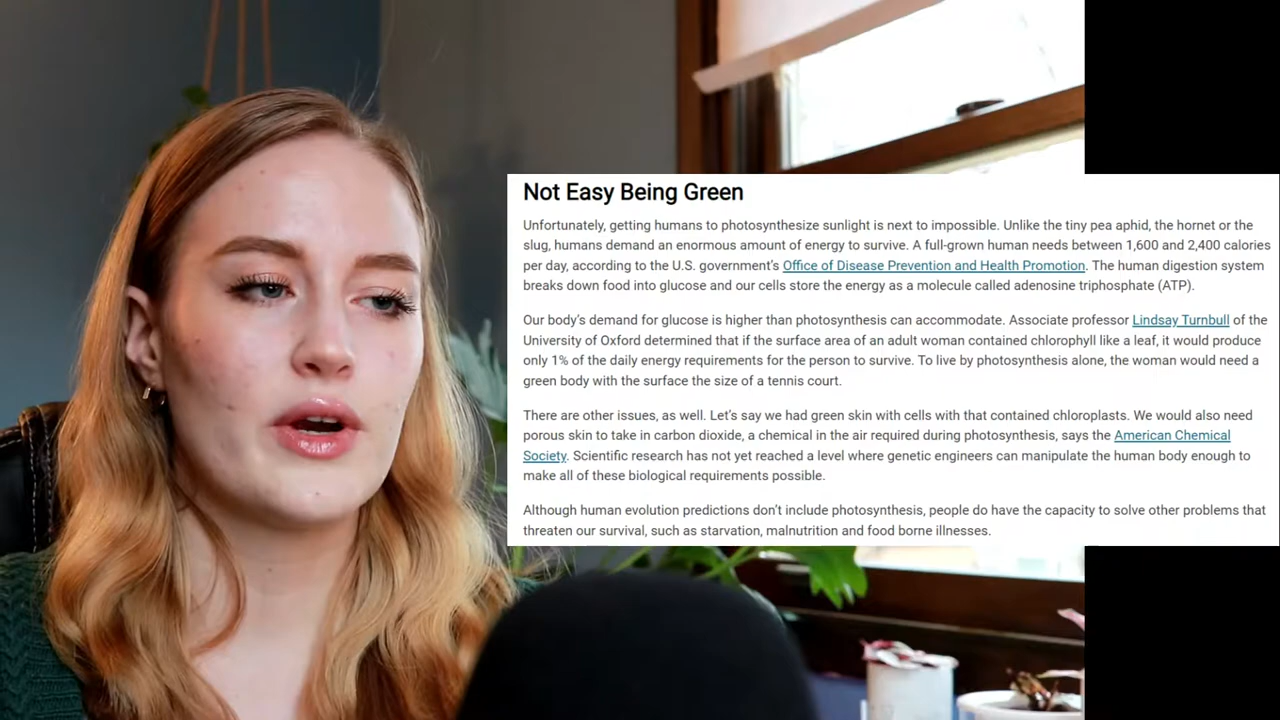 Not Easy Being Green
Unfortunately, getting humans to photosynthesize sunlight is next to impossible. Unlike the tiny pea aphid, the hornet or the
slug, humans demand an enormous amount of energy to survive. A full-grown human needs between 1,600 and 2,400 calories
per day, according to the U.S. government's Office of Disease Prevention and Health Promotion. The human digestion system
breaks down food into glucose and our cells store the energy as a molecule called adenosine triphosphate (ATP).
Our body's demand for glucose is higher than photosynthesis can accommodate. Associate professor Lindsay Turnbull of the
University of Oxford determined that if the surface area of an adult woman contained chlorophyll like a leaf, it would produce
only 1% of the daily energy requirements for the person to survive. To live by photosynthesis alone, the woman would need a
green body with the surface the size of a tennis court.
There are other issues, as well. Let's say we had green skin with cells with that contained chloroplasts. We would also need
porous skin to take in carbon dioxide, a chemical in the air required during photosynthesis, says the American Chemical
Society. Scientific research has not yet reached a level where genetic engineers can manipulate the human body enough to
make all of these biological requirements possible.
Although human evolution predictions don't include photosynthesis, people do have the capacity to solve other problems that
threaten our survival, such as starvation, malnutrition and food borne illnesses.